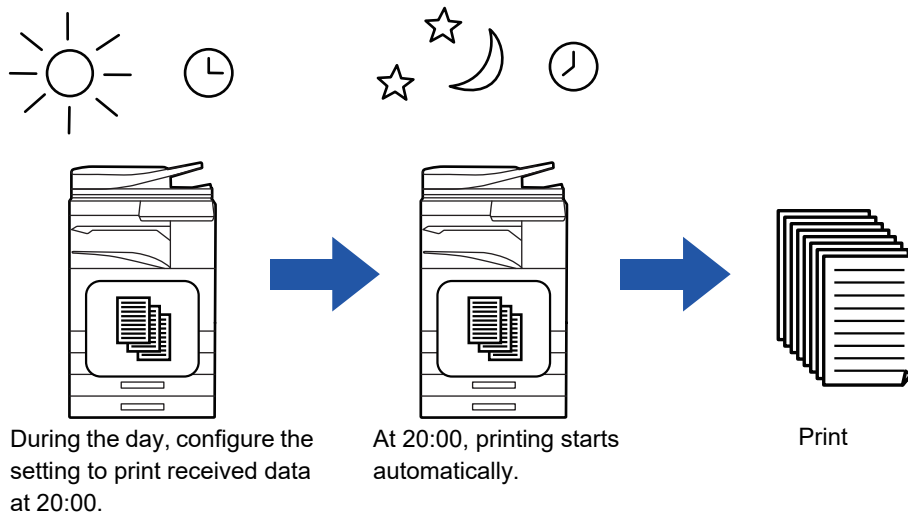 During the day, configure the
setting to print received data
at 20:00.
At 20:00, printing starts
automatically.
Print